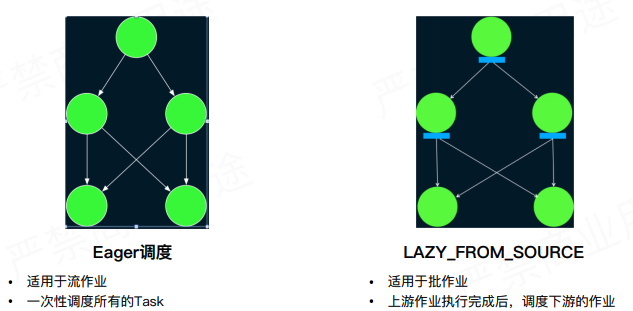 Eager调度
• 适用于流作业
• 一次性调度所有的Task
LAZY_FROM_SOURCE
• 适用于批作业
• 上游作业执行完成后，调度下游的作业